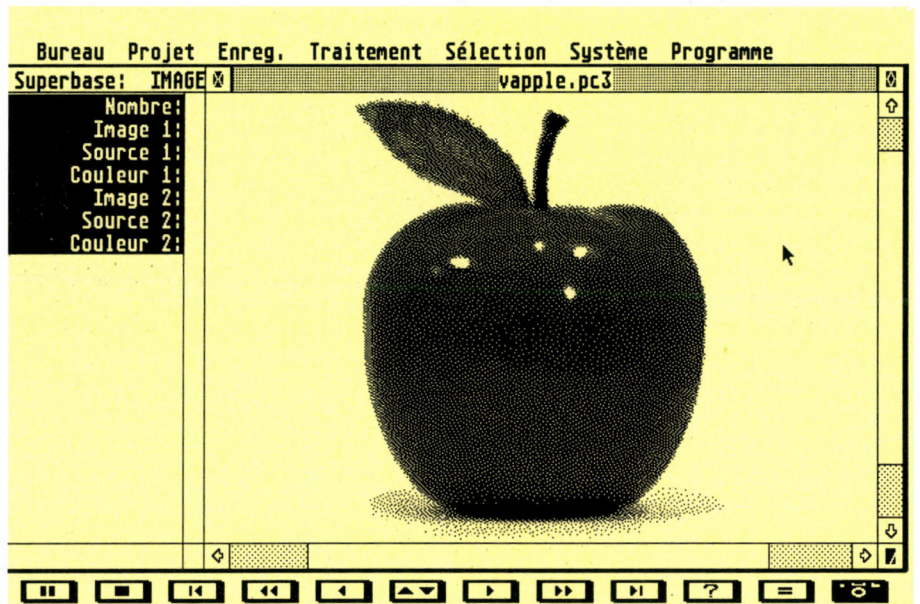 Bureau Projet Enreg. Traitement Sélection Système Programme
Superbase: IMAGE
vapple.pc3
Nombre:
Image 1:
Source 1:
Couleur 1:
Image 2:
Source 2:
Couleur 2:
?
=